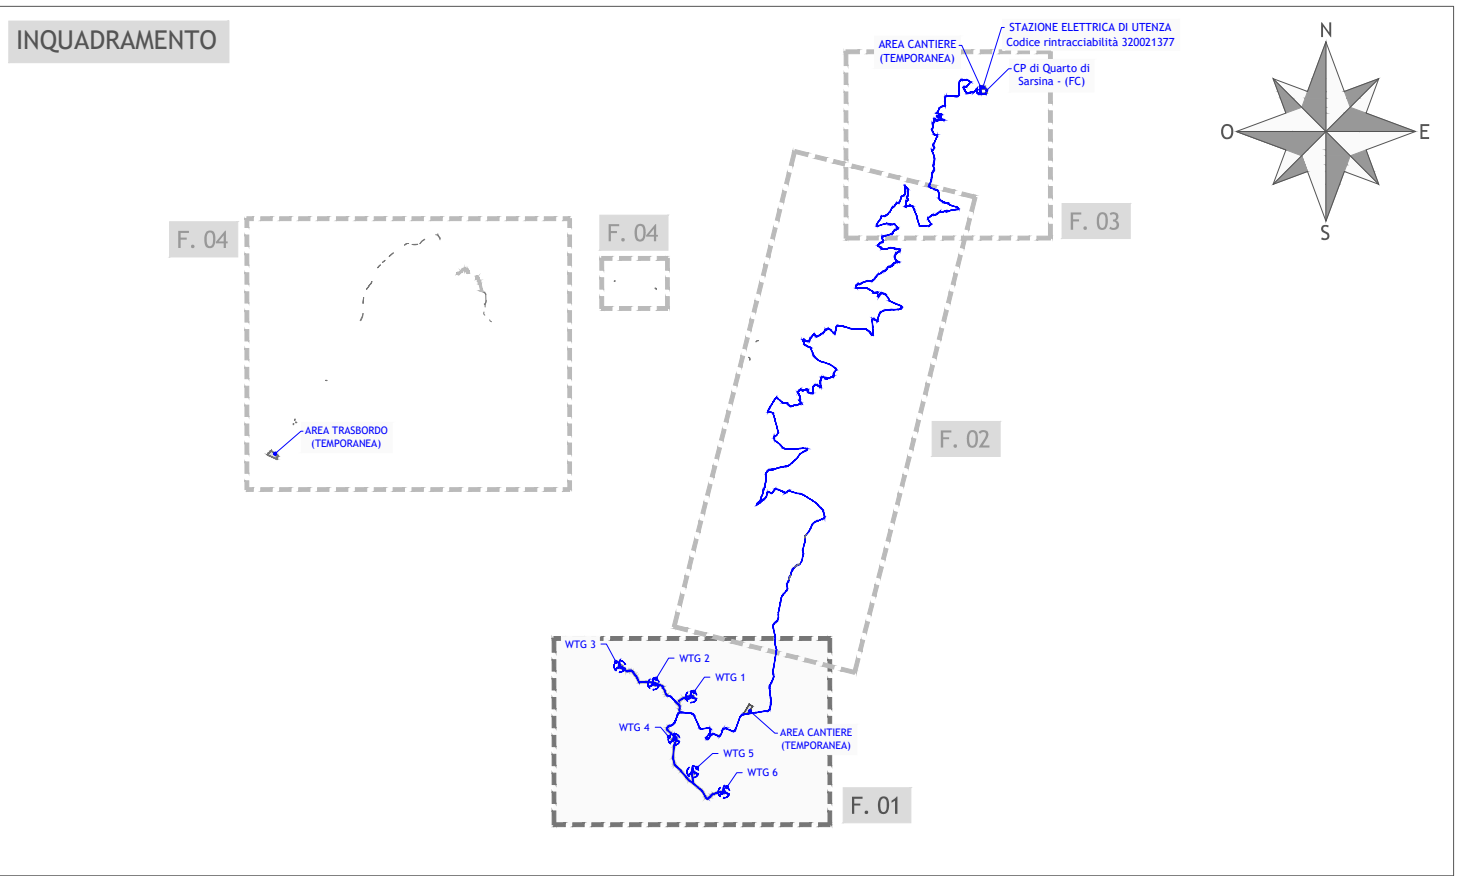 INQUADRAMENTO
STAZIONE ELETTRICA DI UTENZA
Codice rintracciabilità 320021377
AREA CANTIERE
(TEMPORANEA)
CP di Quarto di
Sarsina - (FC)
N
O
E
S
F. 03
F. 04
F. 04
AREA TRASBORDO
(TEMPORANEA)
F. 02
WTG 3
WTG 2
WTG 1
WTG 4
AREA CANTIERE
(TEMPORANEA)
WTG 5
WTG 6
F. 01